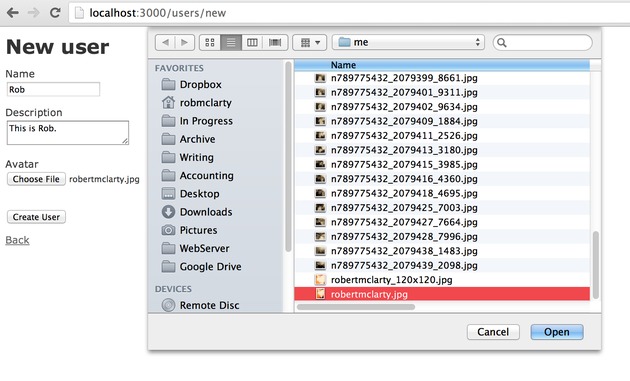 localhost:3000/users/new
New user
Name
Rob
Description
This is Rob.
Avatar
Choose File robertmclarty.jpg
Create User
Back
me
FAVORITES
Dropbox
robmclarty
In Progress
Archive
Writing
Accounting
Desktop
Downloads
Pictures
WebServer
Google Drive
DEVICES
Remote Disc
Name
n789775432_2079399_8661.jpg
n789775432_2079401_9311.jpg
n789775432_2079402_9634.jpg
n789775432_2079409_1884.jpg
n789775432_2079411_2526.jpg
n789775432_2079413_3180.jpg
n789775432_2079415_3985.jpg
n789775432_2079416_4360.jpg
n789775432_2079418_4695.jpg
n789775432_2079425_7003.jpg
n789775432_2079427_7664.jpg
n789775432_2079428_7996.jpg
n789775432_2079438_1483.jpg
n789775432_2079439_2098.jpg
robertmclarty_120x120.jpg
robertmclarty.jpg
Cancel Open